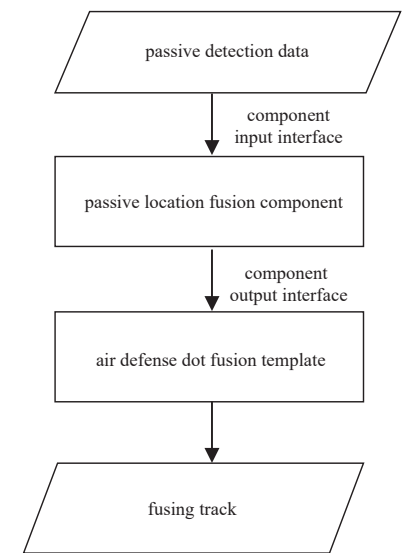 passive detection data
component
input interface
passive location fusion component
component
output interface
air defense dot fusion template
fusing track